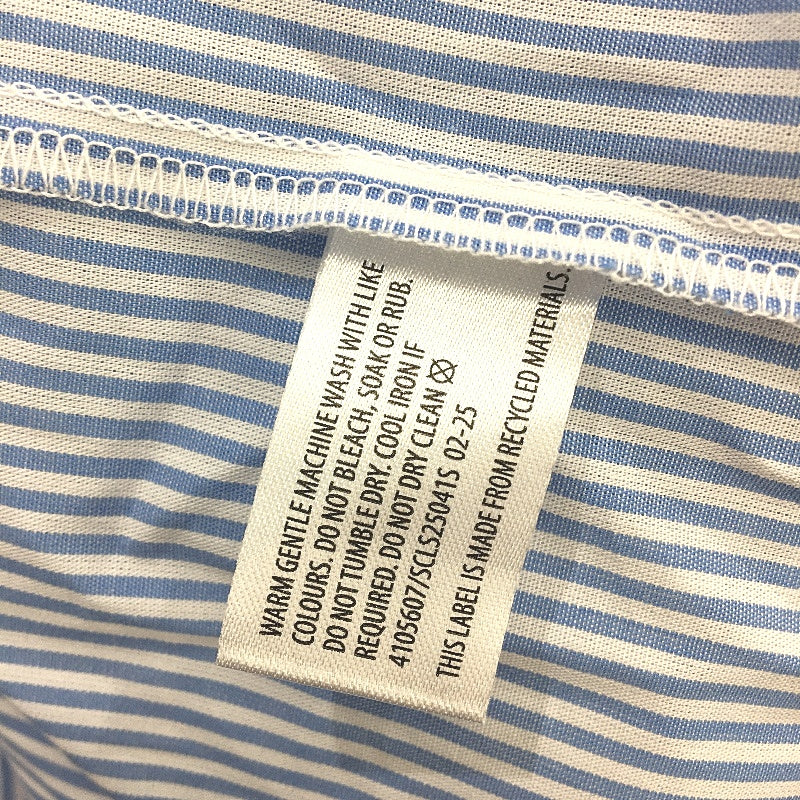 WARM GENTLE MACHINE WASH WITH LIKE
COLOURS. DO NOT BLEACH, SOAK OR RUB.
DO NOT TUMBLE DRY. COOL IRON IF
REQUIRED. DO NOT DRY CLEAN
4105607/SCLS25041S 02-25
THIS LABEL IS MADE FROM RECYCLED MATERIALS.